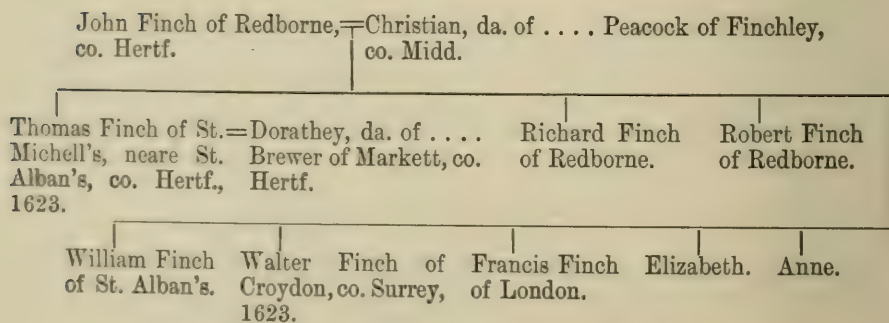 John Finch of Redborne,=Christian, da. of .... Peacock of Finchley,
co. Hertf. co. Midd.
Thomas Finch of St.=Dorathey, da. of .... Richard Finch Robert Finch
Michell's, neare St. Brewer of Markett, co. of Redborne. of Redborne.
Alban's, co. Hertf., Hertf.
1623.
William Finch Walter Finch of Francis Finch Elizabeth. Anne.
of St. Alban's. Croydon, co. Surrey, of London.
1623.